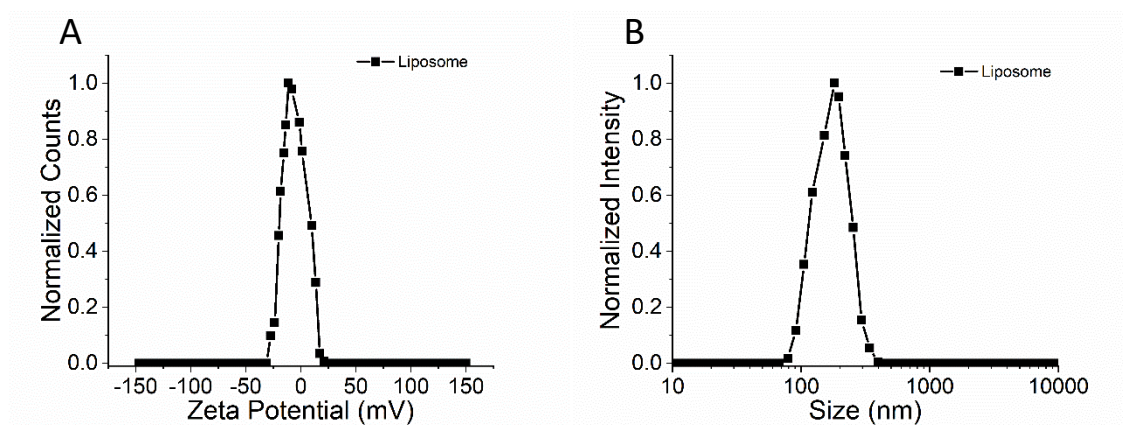 A
Liposome
1.0
0.8
0.6
0.4
0.2
0.0
Normalized Counts
-150 -100 -50 0 50 100 150
Zeta Potential (mV)
B
Liposome
1.0
0.8
0.6
0.4
0.2
0.0
Normalized Intensity
10 100 1000 10000
Size (nm)